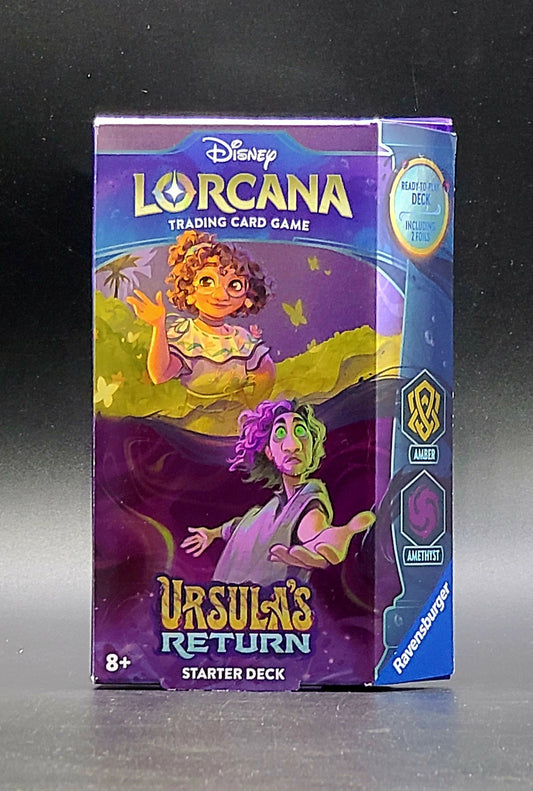 Disney
LORCANA
TRADING CARD GAME
READY TO PLAY
DECK
INCLUDING
2 FOILS
AMBER
AMETHYST
URSULA'S
RETURN
8+
STARTER DECK
Ravensburger